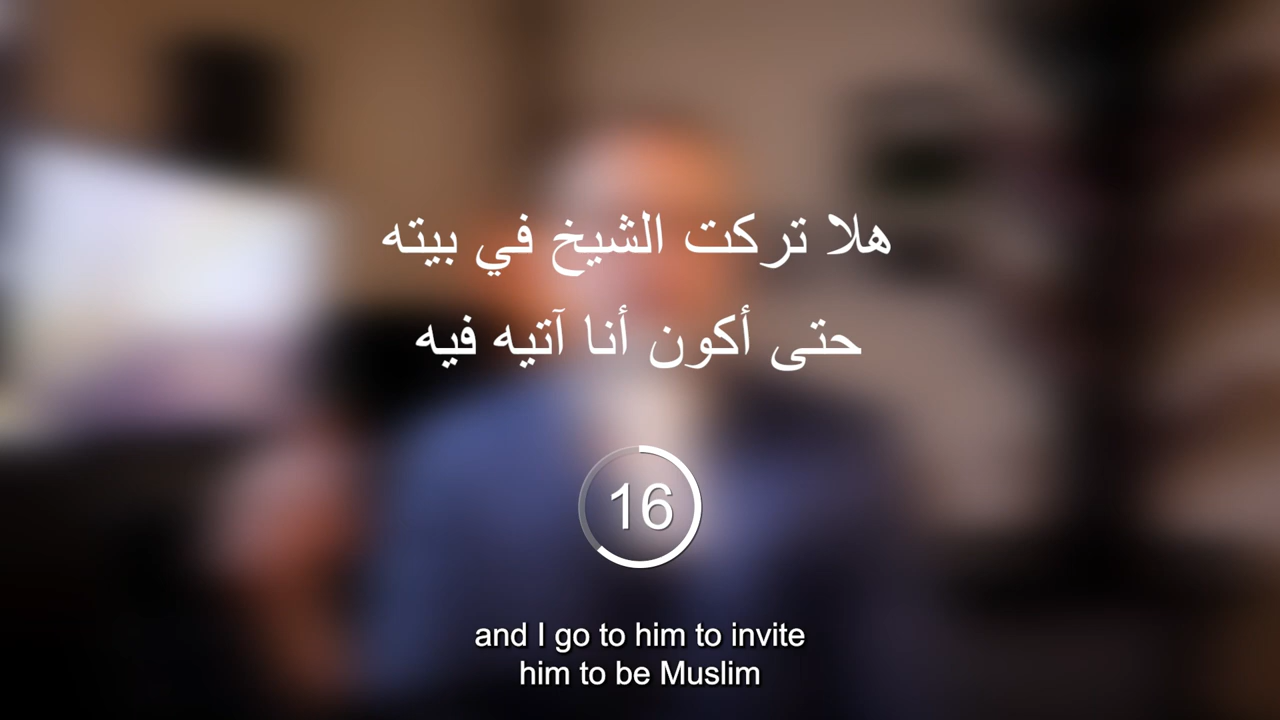 هلا تركت الشيخ في بيته
حتى أكون أنا آتيه فيه
16
and I go to him to invite
him to be Muslim